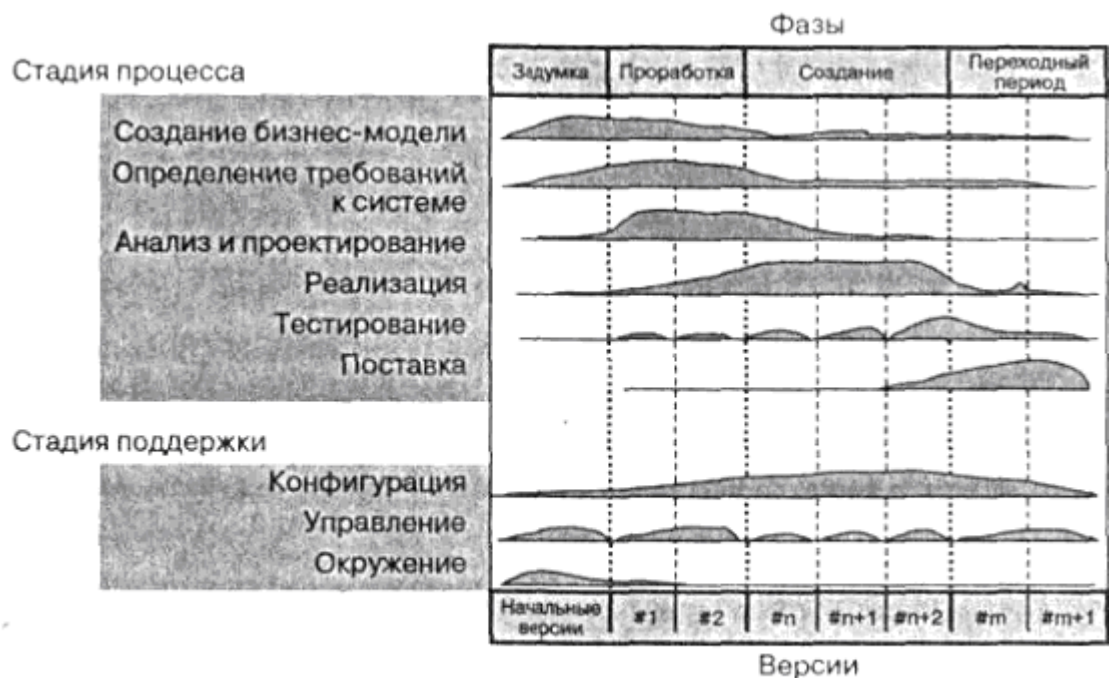 Фазы
Стадия процесса
Задумка
Проработка
Создание
Переходный
период
Создание бизнес-модели
Определение требований
к системе
Анализ и проектирование
Реализация
Тестирование
Поставка
Стадия поддержки
Конфигурация
Управление
Окружение
Начальные
версии
#1
#2
#n
#n+1
#n+2
#m
#m+1
Версии